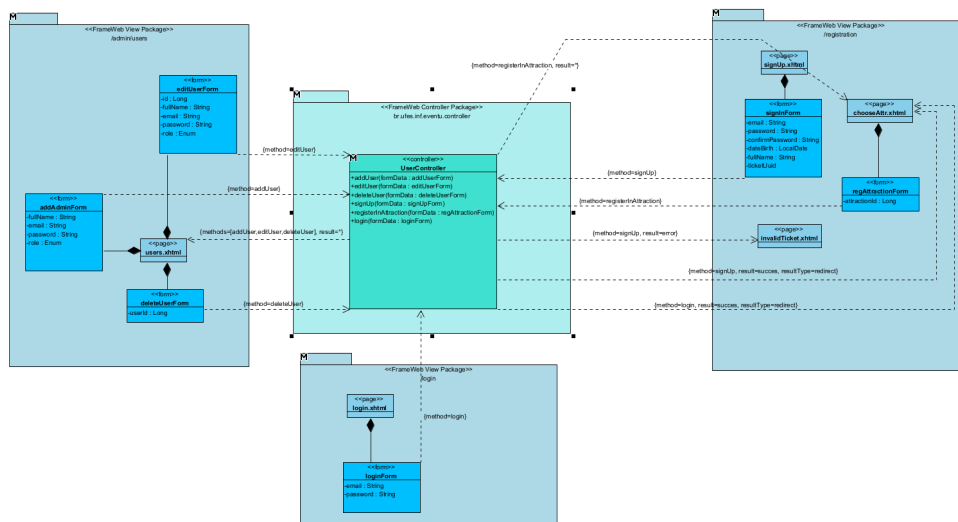 M
<<FrameWeb View Package>>
/admin/users
<<form>>
editUserForm
-id : Long
-fullName : String
-email : String
-password : String
-role : Enum
<<form>>
addAdminForm
-fullName : String
-email : String
-password : String
-role : Enum
<<page>>
users.xhtml
<<form>>
deleteUserForm
-userId : Long
{method=editUser}
{method=addUser}
{methods=[addUser,editUser,deleteUser], result=*}
{method=deleteUser}
M
<<FrameWeb Controller Package>>
br.ufes.inf.eventu.controller
M
<<controller>>
UserController
+addUser(formData : addUserForm)
+editUser(formData : editUserForm)
+deleteUser(formData : deleteUserForm)
+signUp(formData : signUpForm)
+registerInAttraction(formData : regAttractionForm)
+login(formData : loginForm)
{method=registerInAttraction, result=*}
{method=signUp}
{method=registerInAttraction}
{method=signUp, result=error}
{method=signUp, result=succes, resultType=redirect}
{method=login, result=succes, resultType=redirect}
M
<<FrameWeb View Package>>
/registration
<<page>>
signUp.xhtml
<<form>>
signInForm
-email : String
-password : String
-confirmPassword : String
-dateBirth : LocalDate
-fullName : String
-ticketUuid
<<page>>
chooseAttr.xhtml
<<form>>
regAttractionForm
-attractionId : Long
<<page>>
invalidTicket.xhtml
M
<<FrameWeb View Package>>
/login
<<page>>
login.xhtml
{method=login}
<<form>>
loginForm
-email : String
-password : String